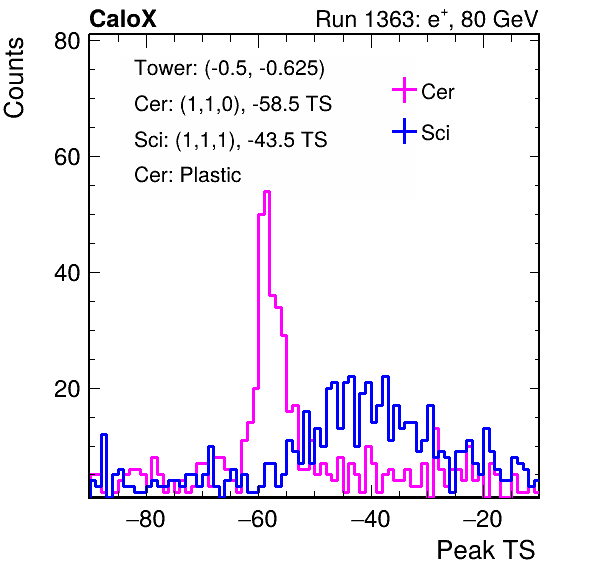 CaloX Run 1363: e⁺, 80 GeV
Counts
80
60
40
20
Tower: (-0.5, -0.625)
Cer: (1,1,0), -58.5 TS
Sci: (1,1,1), -43.5 TS
Cer: Plastic
Cer
Sci
−80 −60 −40 −20
Peak TS